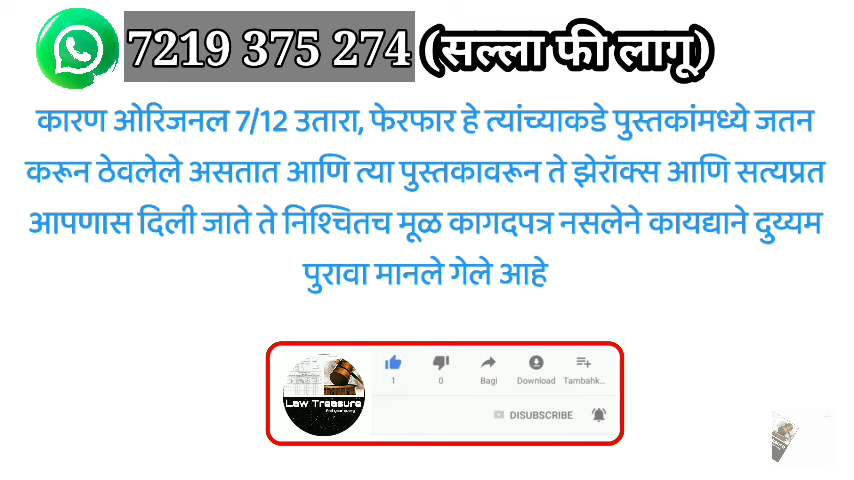 7219 375 274 (सल्ला फी लागू)
कारण ओरिजनल 7/12 उतारा, फेरफार हे त्यांच्याकडे पुस्तकांमध्ये जतन
करून ठेवलेले असतात आणि त्या पुस्तकावरून ते झेरॉक्स आणि सत्यप्रत
आपणास दिली जाते ते निश्चितच मूळ कागदपत्र नसलेने कायद्याने दुय्यम
पुरावा मानले गेले आहे
1 0 Bagi Download Tambahk...
Law Treasure
DISUBSCRIBE